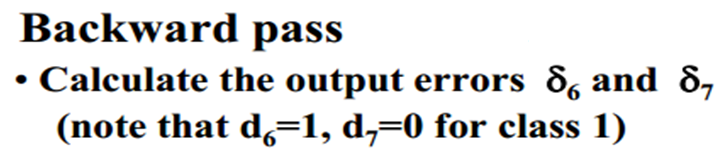 Backward pass
• Calculate the output errors δ₆ and δ₇
(note that d₆=1, d₇=0 for class 1)